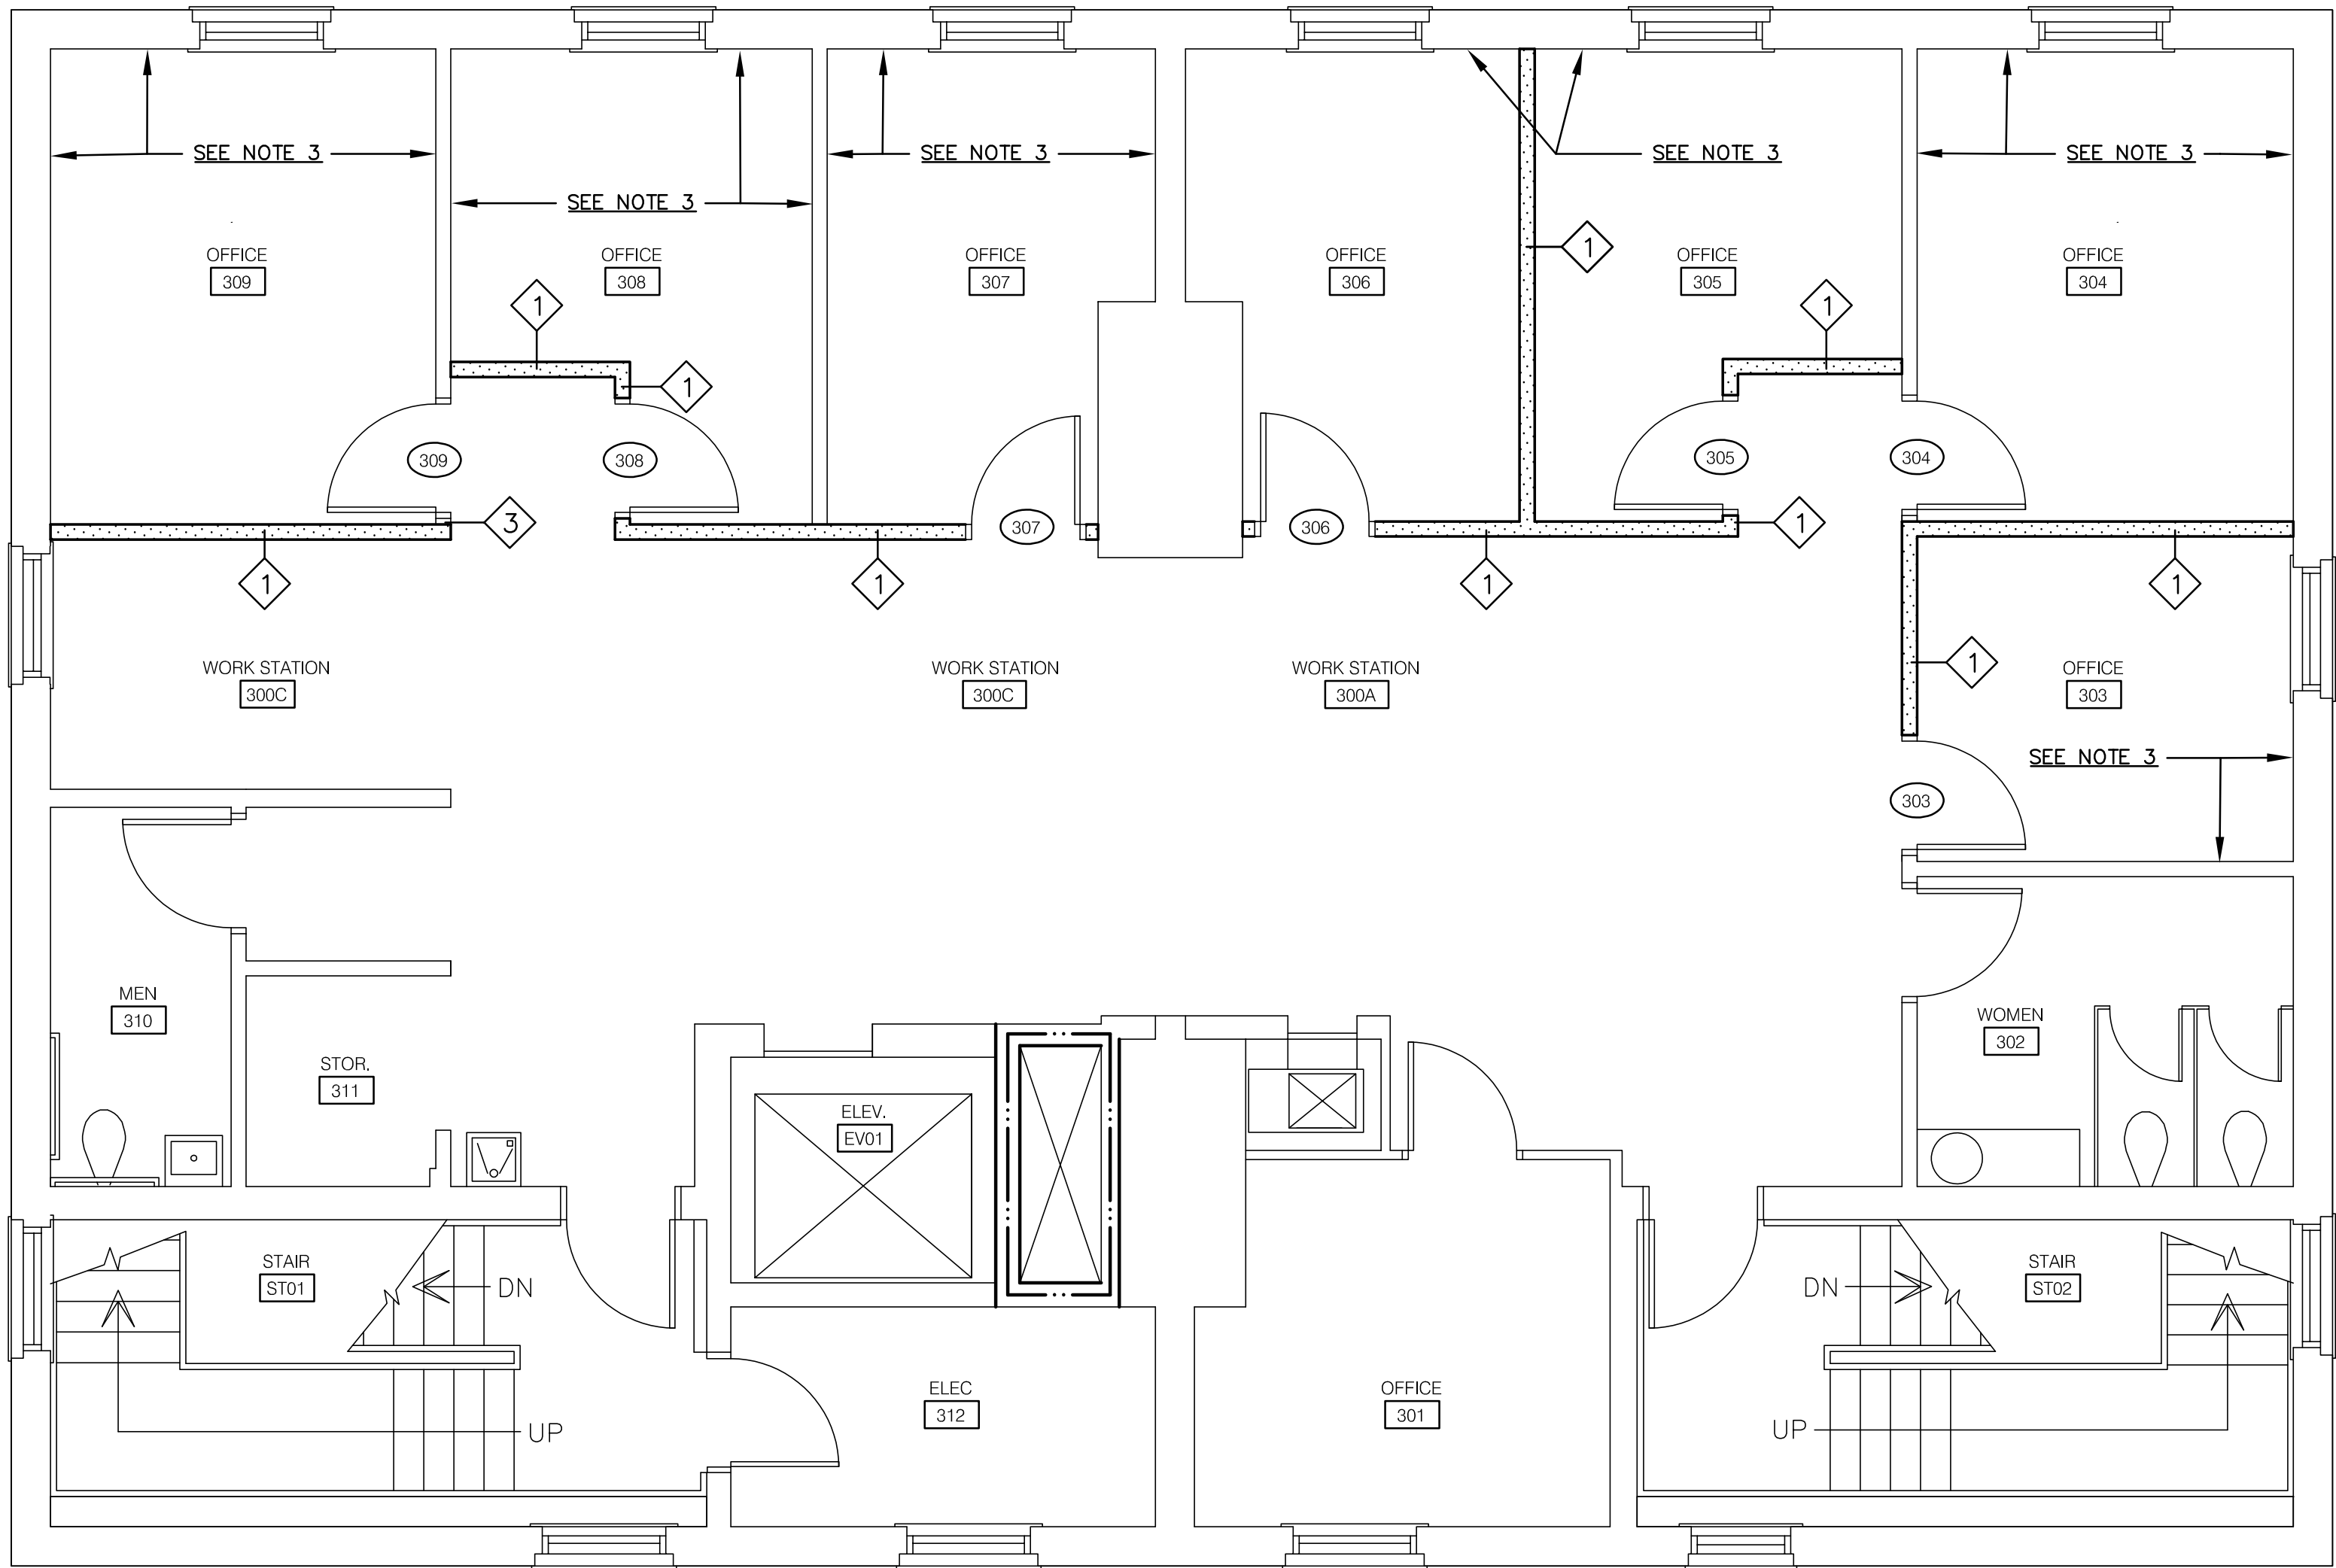 SEE NOTE 3
SEE NOTE 3
SEE NOTE 3
SEE NOTE 3
SEE NOTE 3
OFFICE
309
OFFICE
308
OFFICE
307
OFFICE
306
1
OFFICE
305
OFFICE
304
1
1
1
309
308
305
304
3
307
306
1
1
1
1
1
WORK STATION
300C
WORK STATION
300C
WORK STATION
300A
1
OFFICE
303
SEE NOTE 3
303
MEN
310
STOR.
311
ELEV.
EV01
WOMEN
302
STAIR
ST01
DN
DN
STAIR
ST02
ELEC
312
OFFICE
301
UP
UP